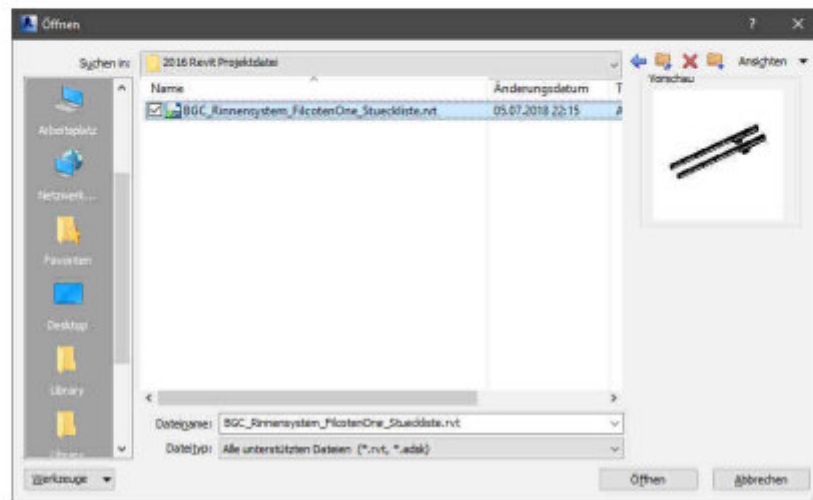 Öffnen
? X
Suchen in: 2016 Revit Projektdatei
Ansichten
Name Änderungsdatum T
Vorschau
BGC_Rinnensystem_FilcotenOne_Stueckliste.rvt 05.07.2018 22:15 A
Arbeitsplatz
Netzwerk...
Favoriten
Desktop
Library
Dateiname: BGC_Rinnensystem_FilcotenOne_Stueckliste.rvt
Dateityp: Alle unterstützten Dateien (*.rvt, *.adsk)
Werkzeuge
Öffnen
Abbrechen